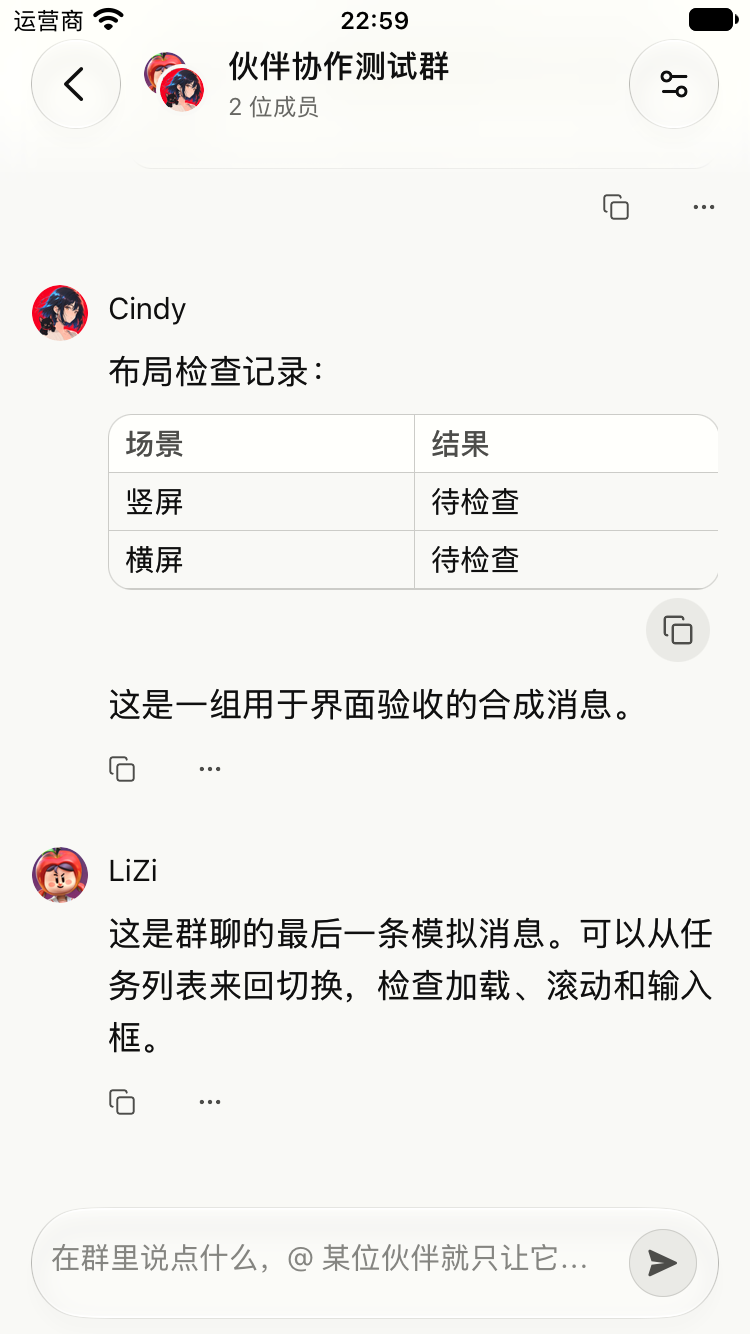 运营商 22:59
伙伴协作测试群
2 位成员
Cindy
布局检查记录：
场景 结果
竖屏 待检查
横屏 待检查
这是一组用于界面验收的合成消息。
LiZi
这是群聊的最后一条模拟消息。可以从任
务列表来回切换，检查加载、滚动和输入
框。
在群里说点什么，@ 某位伙伴就只让它…